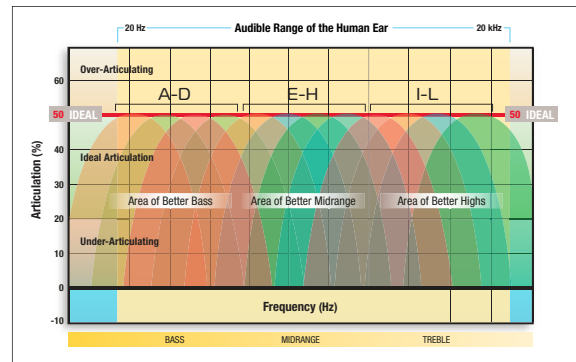 20 Hz
Audible Range of the Human Ear
20 kHz
Over-Articulating
60
A-D
E-H
I-L
50 IDEAL
50 IDEAL
Articulation (%)
Ideal Articulation
40
30
Area of Better Bass
Area of Better Midrange
Area of Better Highs
20
Under-Articulating
10
0
Frequency (Hz)
-10
BASS
MIDRANGE
TREBLE